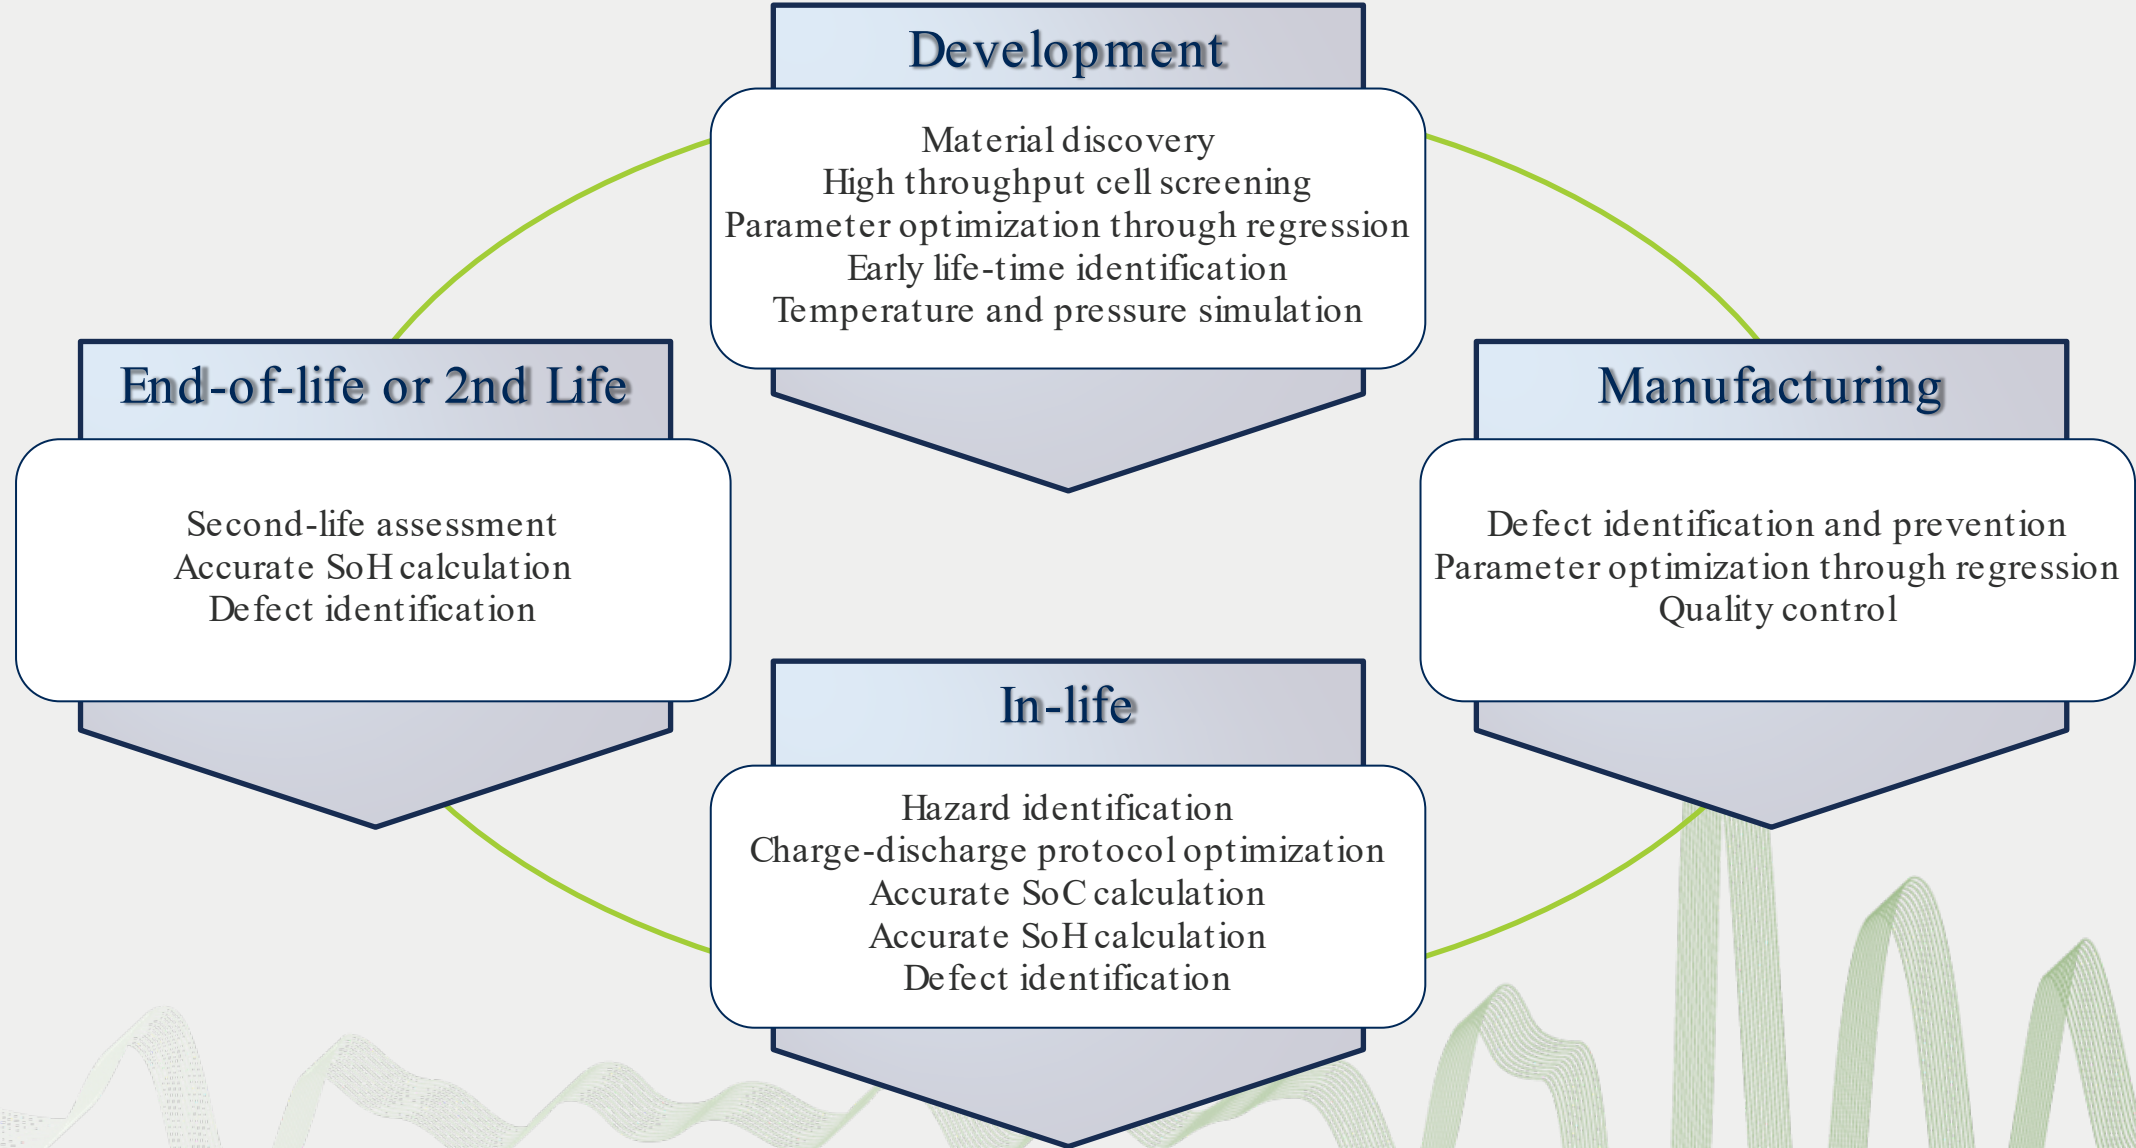 Development
Material discovery
High throughput cell screening
Parameter optimization through regression
Early life-time identification
Temperature and pressure simulation
End-of-life or 2nd Life
Second-life assessment
Accurate SoH calculation
Defect identification
Manufacturing
Defect identification and prevention
Parameter optimization through regression
Quality control
In-life
Hazard identification
Charge-discharge protocol optimization
Accurate SoC calculation
Accurate SoH calculation
Defect identification